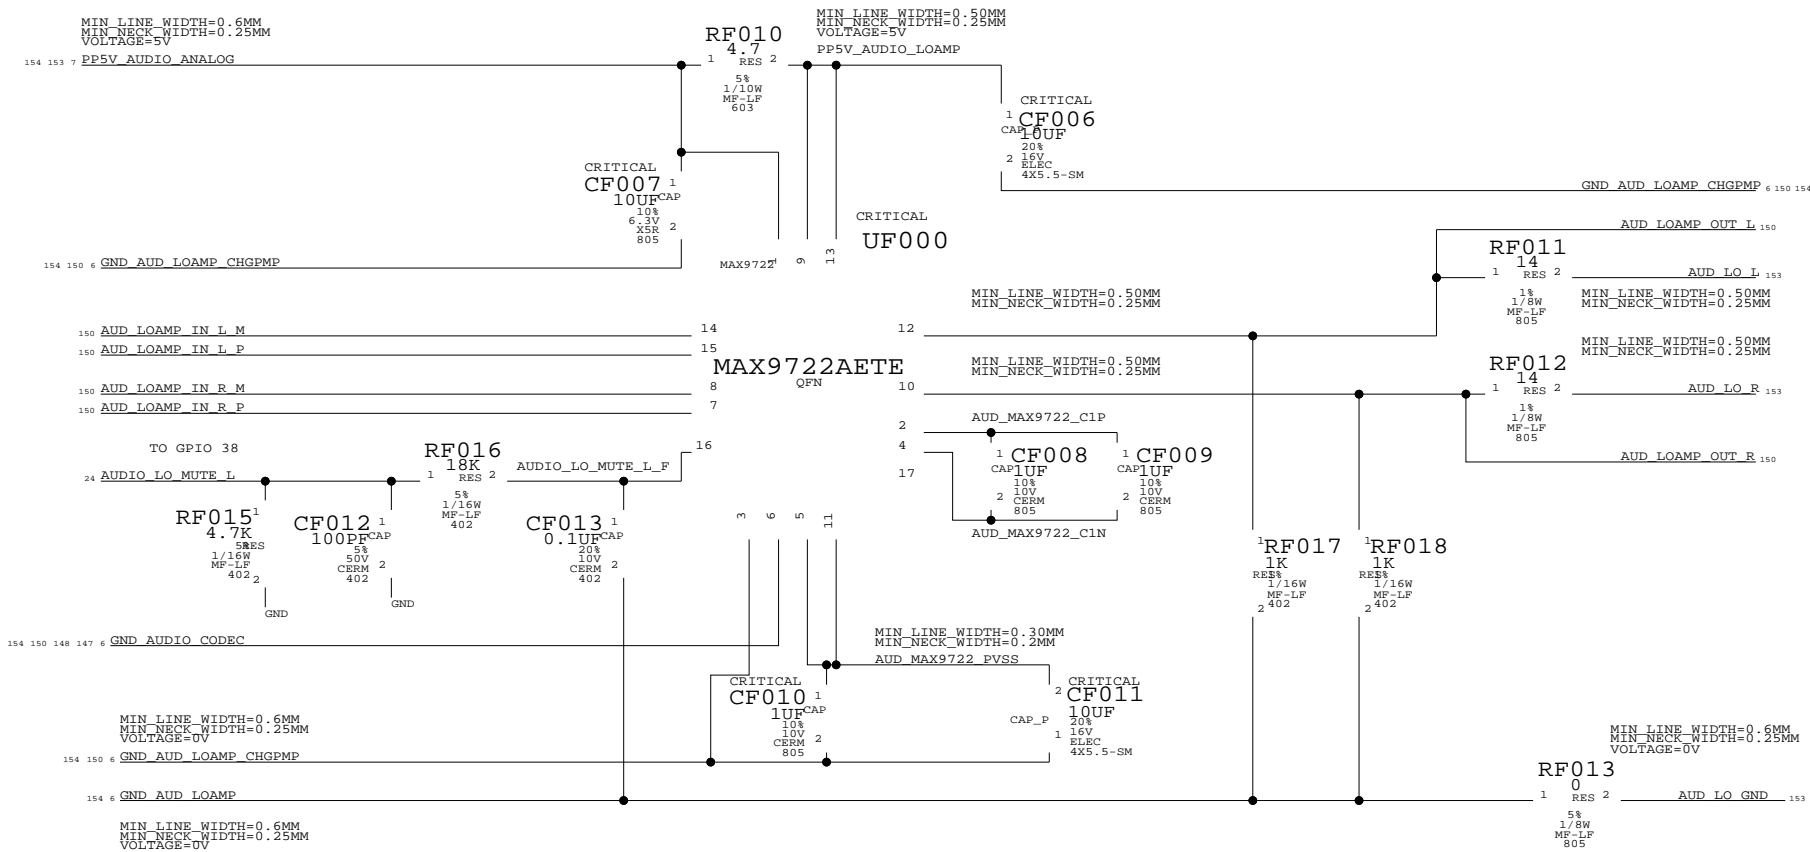 MIN_LINE_WIDTH=0.6MM
MIN_NECK_WIDTH=0.25MM
VOLTAGE=5V
154 153 7 PP5V_AUDIO_ANALOG
RF010
4.7
1 RES 2
5%
1/10W
MF-LF
603
MIN_LINE_WIDTH=0.50MM
MIN_NECK_WIDTH=0.25MM
VOLTAGE=5V
PP5V_AUDIO_LOAMP
CRITICAL
1 CF006
CAP_P
10UF
20%
2 16V
ELEC
4X5.5-SM
CRITICAL
CF007 1
10UF CAP
10%
6.3V 2
X5R
805
GND_AUD_LOAMP_CHGPMP 6 150 154
CRITICAL
UF000
154 150 6 GND_AUD_LOAMP_CHGPMP
MAX9722
1 9 13
AUD_LOAMP_OUT_L 150
RF011
14
1 RES 2
1%
1/8W
MF-LF
805
AUD_LO_L 153
MIN_LINE_WIDTH=0.50MM
MIN_NECK_WIDTH=0.25MM
MIN_LINE_WIDTH=0.50MM
MIN_NECK_WIDTH=0.25MM
150 AUD_LOAMP_IN_L_M 14
150 AUD_LOAMP_IN_L_P 15
12
MAX9722AETE
QFN
MIN_LINE_WIDTH=0.50MM
MIN_NECK_WIDTH=0.25MM
MIN_LINE_WIDTH=0.50MM
MIN_NECK_WIDTH=0.25MM
RF012
14
1 RES 2
1%
1/8W
MF-LF
805
AUD_LO_R 153
150 AUD_LOAMP_IN_R_M 8
150 AUD_LOAMP_IN_R_P 7
10
2 AUD_MAX9722_C1P
4
17
AUD_LOAMP_OUT_R 150
1 CF008
CAP 1UF
10%
10V
2 CERM
805
1 CF009
CAP 1UF
10%
10V
2 CERM
805
AUD_MAX9722_C1N
TO GPIO 38
24 AUDIO_LO_MUTE_L
RF016
18K
1 RES 2
5%
1/16W
MF-LF
402
AUDIO_LO_MUTE_L_F
16
RF015 1
4.7K
5% RES
1/16W
MF-LF
402 2
GND
CF012 1
100PF CAP
5%
50V
CERM 2
402
GND
CF013 1
0.1UF CAP
20%
10V
CERM 2
402
3 6 5 11
1 RF017
1K
RES
1/16W
MF-LF
2 402
1 RF018
1K
RES
1/16W
MF-LF
2 402
154 150 148 147 6 GND_AUDIO_CODEC
MIN_LINE_WIDTH=0.30MM
MIN_NECK_WIDTH=0.2MM
AUD_MAX9722_PVSS
CRITICAL
CF010 1
1UF CAP
10%
10V
CERM 2
805
CRITICAL
2 CF011
10UF
CAP_P 20%
16V
1 ELEC
4X5.5-SM
MIN_LINE_WIDTH=0.6MM
MIN_NECK_WIDTH=0.25MM
VOLTAGE=0V
154 150 6 GND_AUD_LOAMP_CHGPMP
MIN_LINE_WIDTH=0.6MM
MIN_NECK_WIDTH=0.25MM
VOLTAGE=0V
154 6 GND_AUD_LOAMP
RF013
0
1 RES 2
5%
1/8W
MF-LF
805
AUD_LO_GND 153
MIN_LINE_WIDTH=0.6MM
MIN_NECK_WIDTH=0.25MM
VOLTAGE=0V